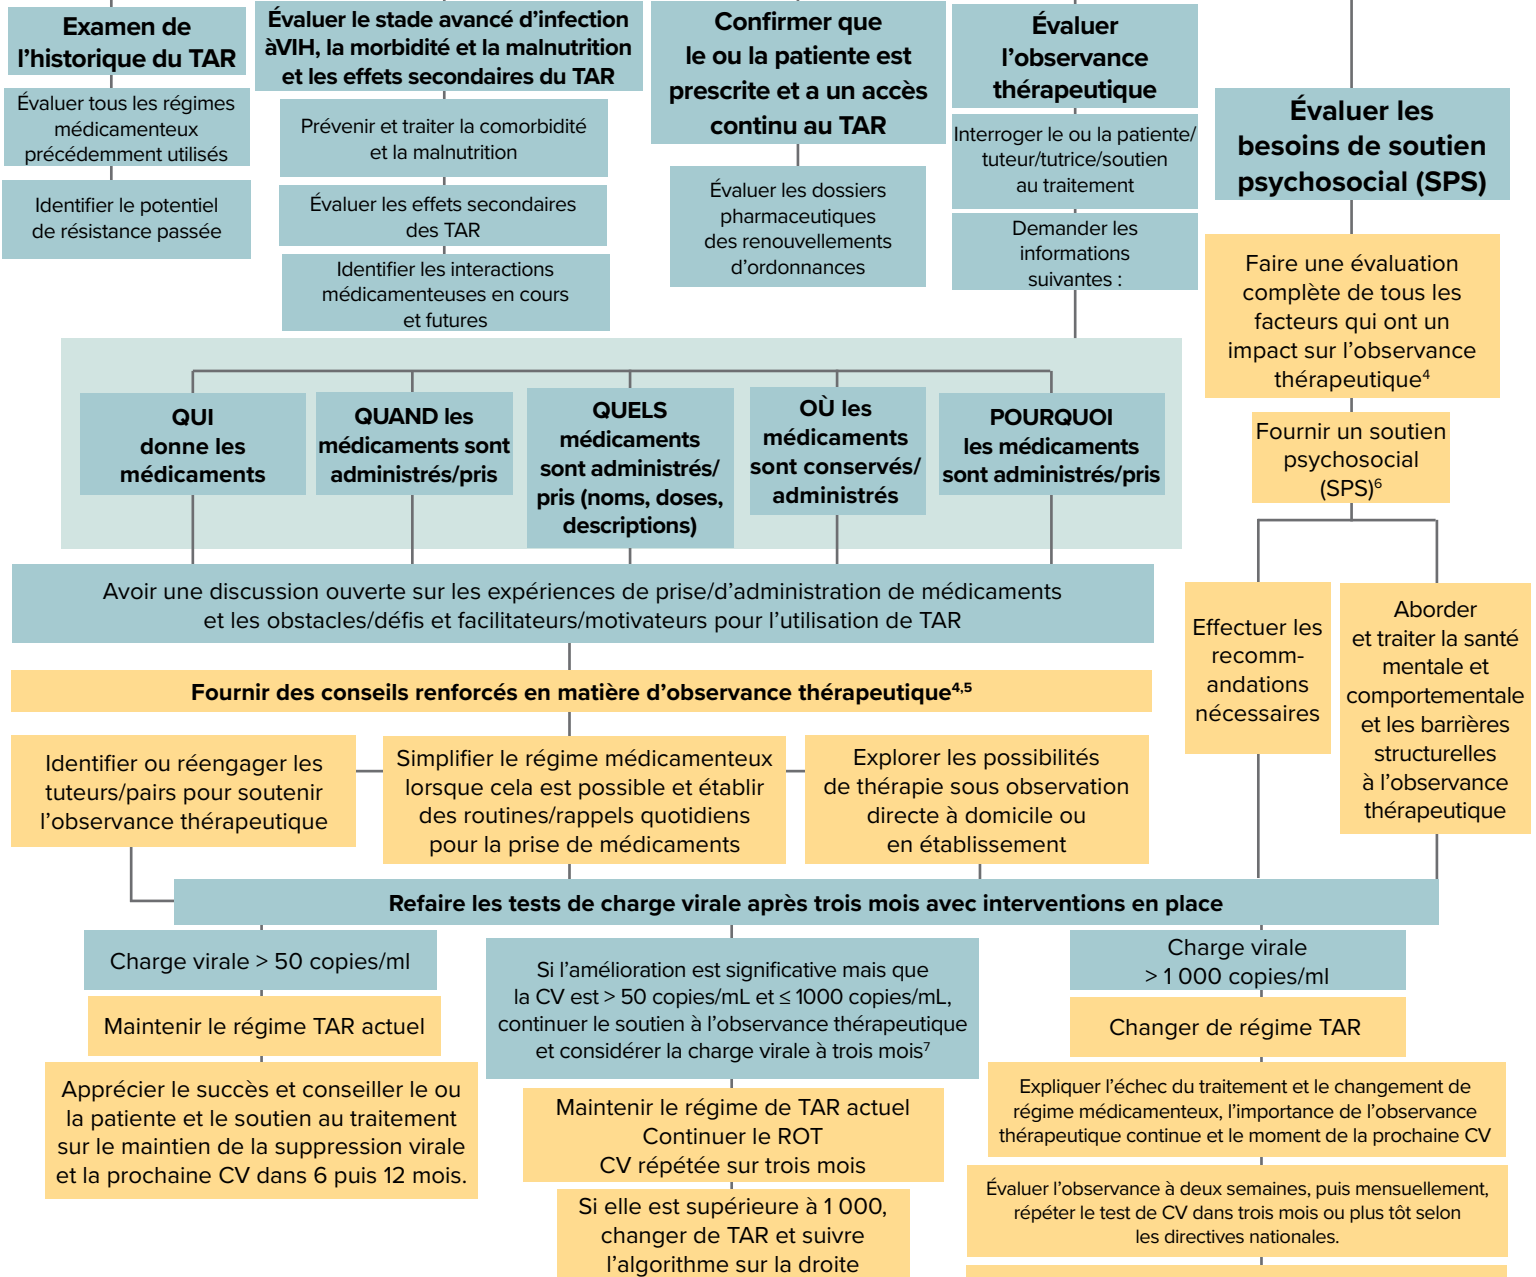 Examen de
l’historique du TAR
Évaluer tous les régimes
médicamenteux
précédemment utilisés
Identifier le potentiel
de résistance passée
Évaluer le stade avancé d’infection
àVIH, la morbidité et la malnutrition
et les effets secondaires du TAR
Prévenir et traiter la comorbidité
et la malnutrition
Évaluer les effets secondaires
des TAR
Identifier les interactions
médicamenteuses en cours
et futures
Confirmer que
le ou la patiente est
prescrite et a un accès
continu au TAR
Évaluer les dossiers
pharmaceutiques
des renouvellements
d’ordonnances
Évaluer
l’observance
thérapeutique
Interroger le ou la patiente/
tuteur/tutrice/soutien
au traitement
Demander les
informations
suivantes :
Évaluer les
besoins de soutien
psychosocial (SPS)
Faire une évaluation
complète de tous les
facteurs qui ont un
impact sur l’observance
thérapeutique⁴
Fournir un soutien
psychosocial
(SPS)⁶
QUI
donne les
médicaments
QUAND les
médicaments sont
administrés/pris
QUELS
médicaments
sont administrés/
pris (noms, doses,
descriptions)
OÙ les
médicaments
sont conservés/
administrés
POURQUOI
les médicaments
sont administrés/pris
Avoir une discussion ouverte sur les expériences de prise/d’administration de médicaments
et les obstacles/défis et facilitateurs/motivateurs pour l’utilisation de TAR
Fournir des conseils renforcés en matière d’observance thérapeutique⁴,⁵
Identifier ou réengager les
tuteurs/pairs pour soutenir
l’observance thérapeutique
Simplifier le régime médicamenteux
lorsque cela est possible et établir
des routines/rappels quotidiens
pour la prise de médicaments
Explorer les possibilités
de thérapie sous observation
directe à domicile ou
en établissement
Effectuer les
recomm-
andations
nécessaires
Aborder
et traiter la santé
mentale et
comportementale
et les barrières
structurelles
à l’observance
thérapeutique
Refaire les tests de charge virale après trois mois avec interventions en place
Charge virale > 50 copies/ml
Maintenir le régime TAR actuel
Apprécier le succès et conseiller le ou
la patiente et le soutien au traitement
sur le maintien de la suppression virale
et la prochaine CV dans 6 puis 12 mois.
Si l’amélioration est significative mais que
la CV est > 50 copies/mL et ≤ 1000 copies/mL,
continuer le soutien à l’observance thérapeutique
et considérer la charge virale à trois mois⁷
Maintenir le régime de TAR actuel
Continuer le ROT
CV répétée sur trois mois
Si elle est supérieure à 1 000,
changer de TAR et suivre
l’algorithme sur la droite
Charge virale
> 1 000 copies/ml
Changer de régime TAR
Expliquer l’échec du traitement et le changement de
régime médicamenteux, l’importance de l’observance
thérapeutique continue et le moment de la prochaine CV
Évaluer l’observance à deux semaines, puis mensuellement,
répéter le test de CV dans trois mois ou plus tôt selon
les directives nationales.